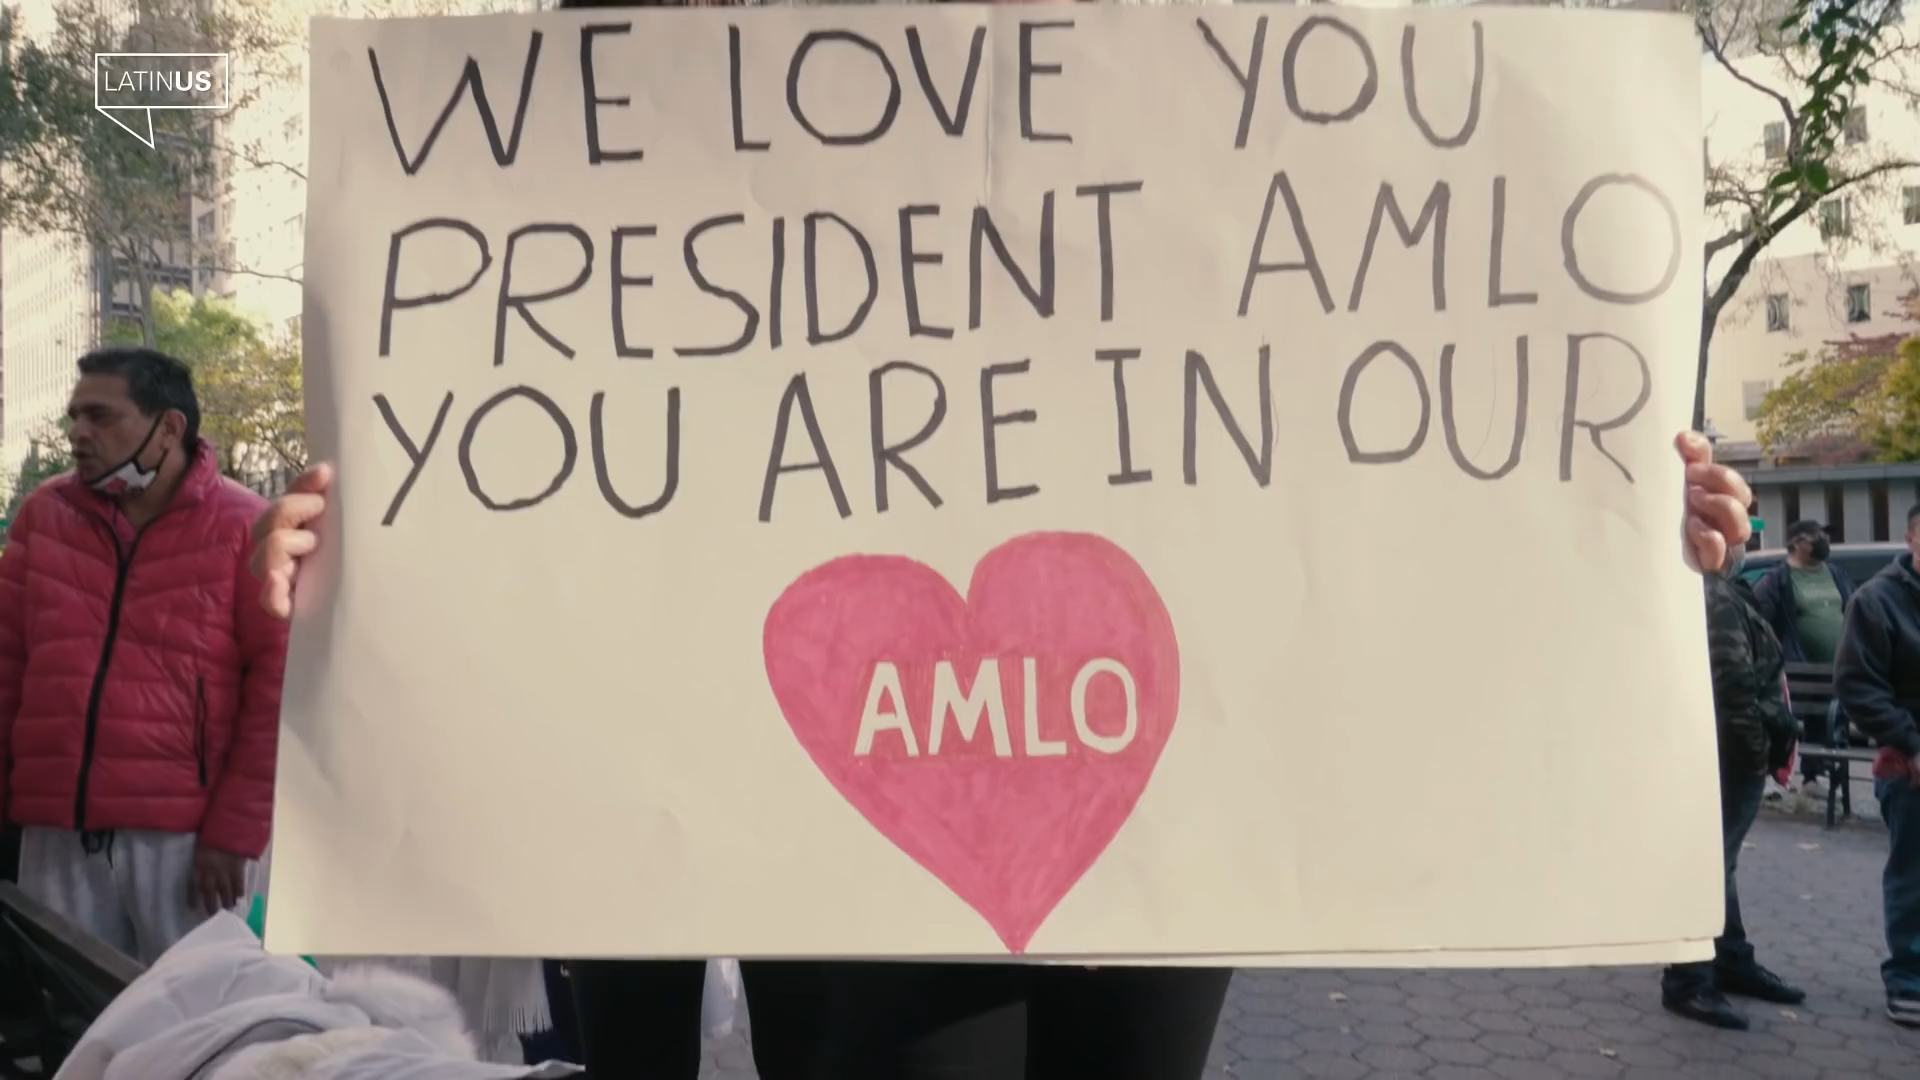 LATINUS
WE LOVE YOU
PRESIDENT AMLO
YOU ARE IN OUR
AMLO